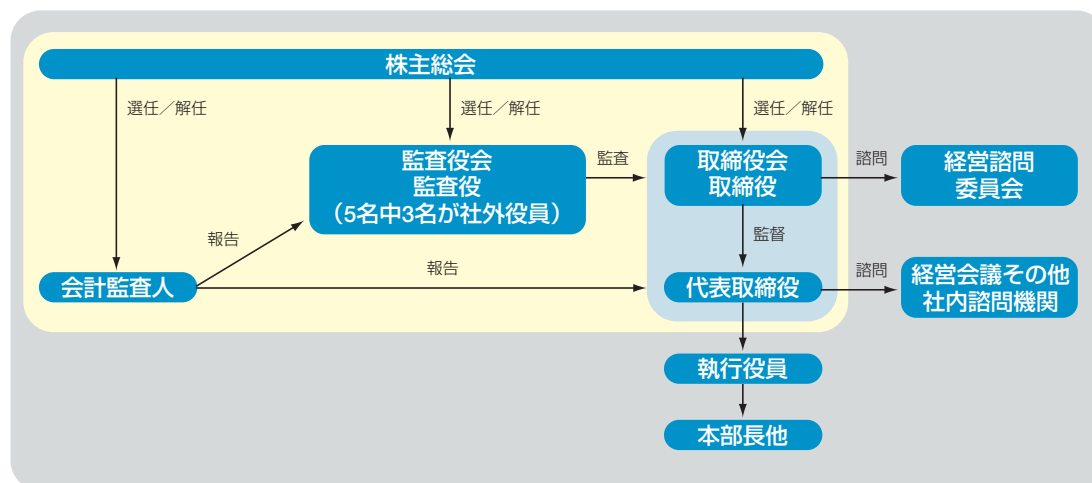 株主総会
選任／解任
選任／解任
選任／解任
監査役会
監査役
（5名中3名が社外役員）
監査
取締役会
取締役
諮問
経営諮問
委員会
報告
監督
会計監査人
報告
代表取締役
諮問
経営会議その他
社内諮問機関
執行役員
本部長他